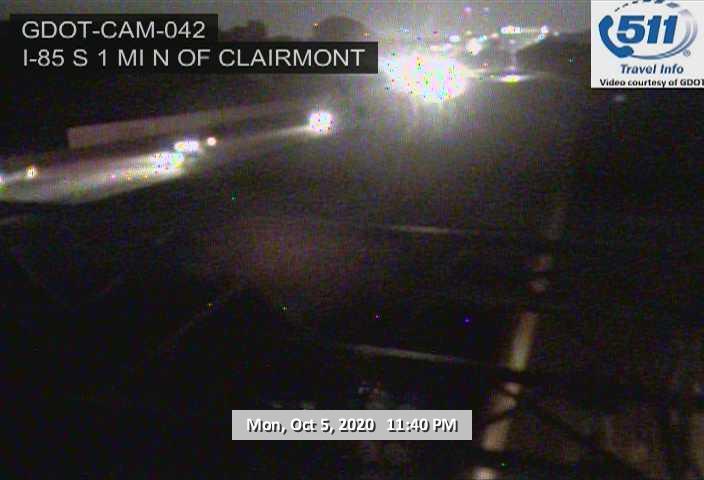 GDOT-CAM-042
I-85 S 1 MI N OF CLAIRMONT
511
Travel Info
Video courtesy of GDOT
Mon, Oct 5, 2020 11:40 PM